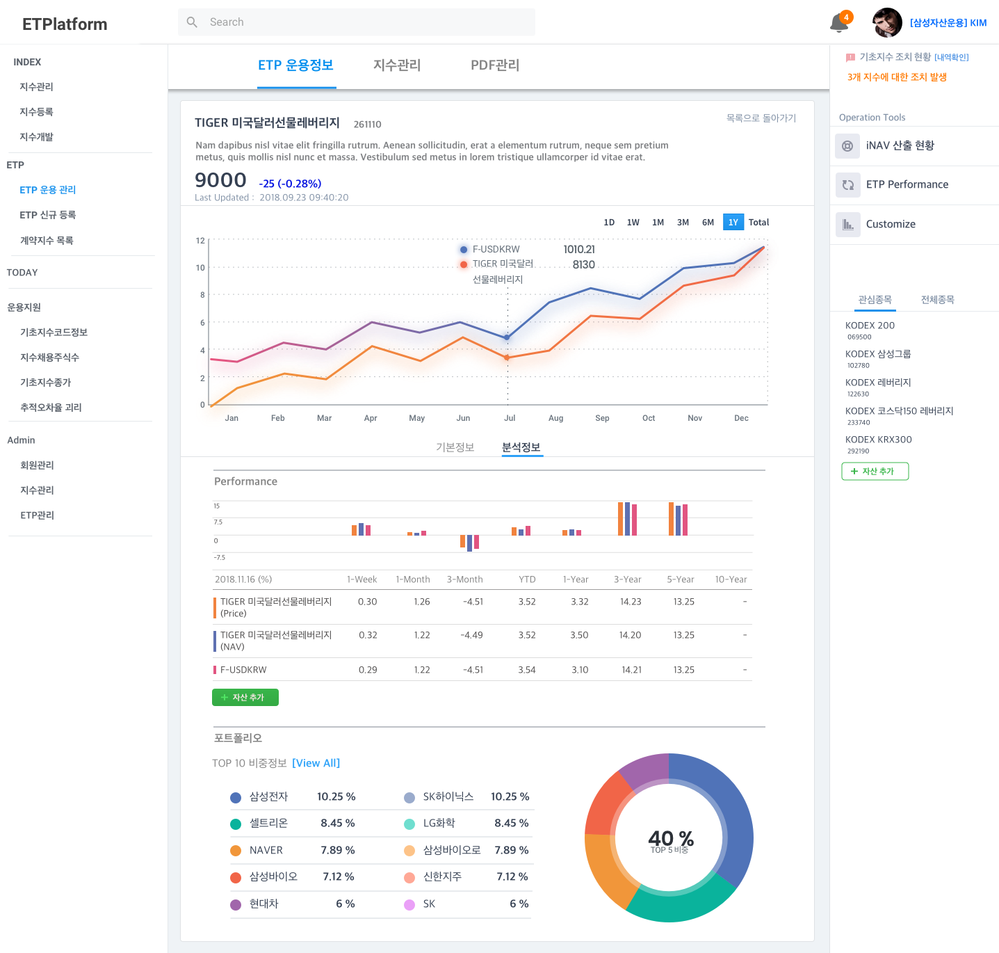 ETPlatform
Search
4
[삼성자산운용] KIM
INDEX
지수관리
지수등록
지수개발
ETP
ETP 운용 관리
ETP 신규 등록
계약지수 목록
TODAY
운용지원
기초지수코드정보
지수채용주식수
기초지수종가
추적오차율 괴리
Admin
회원관리
지수관리
ETP관리
ETP 운용정보 지수관리 PDF관리
TIGER 미국달러선물레버리지 261110
목록으로 돌아가기
Nam dapibus nisl vitae elit fringilla rutrum. Aenean sollicitudin, erat a elementum rutrum, neque sem pretium
metus, quis mollis nisl nunc et massa. Vestibulum sed metus in lorem tristique ullamcorper id vitae erat.
9000 -25 (-0.28%)
Last Updated : 2018.09.23 09:40:20
1D 1W 1M 3M 6M 1Y Total
F-USDKRW 1010.21
TIGER 미국달러 8130
선물레버리지
12
10
8
6
4
2
0
Jan Feb Mar Apr May Jun Jul Aug Sep Oct Nov Dec
기본정보 분석정보
Performance
15
7.5
0
-7.5
2018.11.16 (%) 1-Week 1-Month 3-Month YTD 1-Year 3-Year 5-Year 10-Year
TIGER 미국달러선물레버리지 0.30 1.26 -4.51 3.52 3.32 14.23 13.25 -
(Price)
TIGER 미국달러선물레버리지 0.32 1.22 -4.49 3.52 3.50 14.20 13.25 -
(NAV)
F-USDKRW 0.29 1.22 -4.51 3.54 3.10 14.21 13.25 -
+ 자산 추가
포트폴리오
TOP 10 비중정보 [View All]
삼성전자 10.25 % SK하이닉스 10.25 %
셀트리온 8.45 % LG화학 8.45 %
NAVER 7.89 % 삼성바이오로 7.89 %
삼성바이오 7.12 % 신한지주 7.12 %
현대차 6 % SK 6 %
40 %
TOP 5 비중
기초지수 조치 현황 [내역확인]
3개 지수에 대한 조치 발생
Operation Tools
iNAV 산출 현황
ETP Performance
Customize
관심종목 전체종목
KODEX 200
069500
KODEX 삼성그룹
102780
KODEX 레버리지
122630
KODEX 코스닥150 레버리지
233740
KODEX KRX300
292190
+ 자산 추가